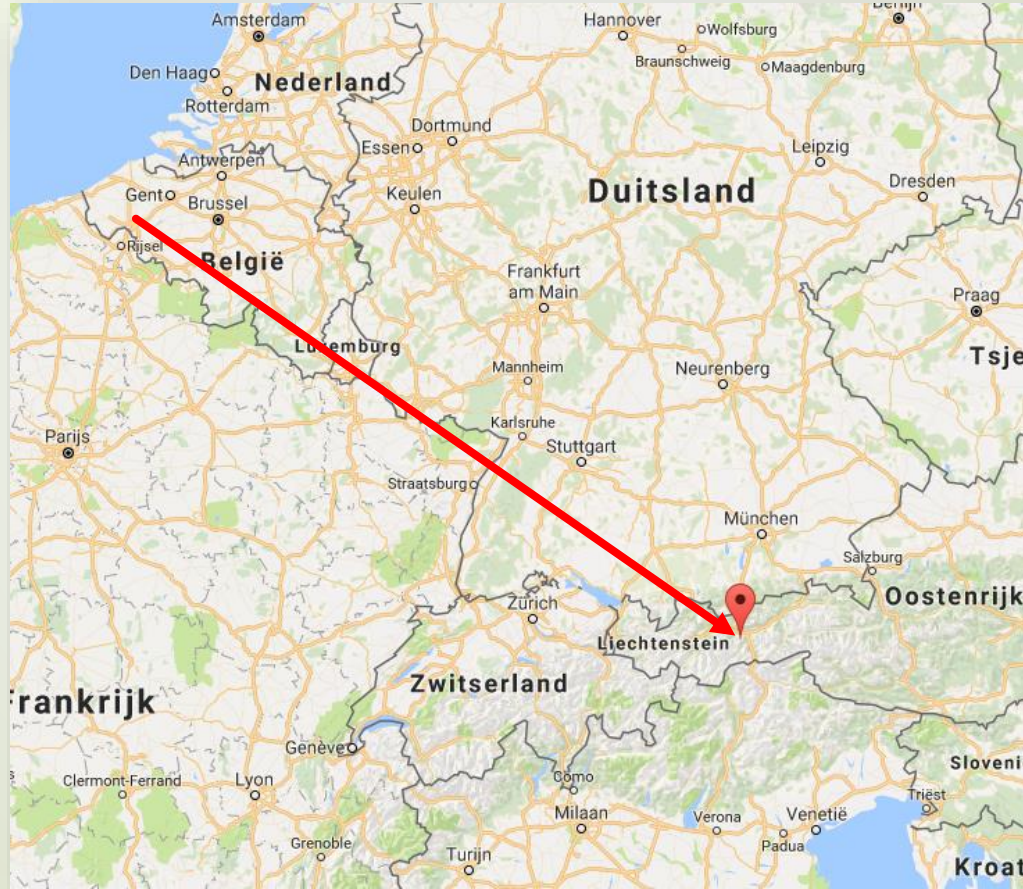 Amsterdam
Hannover
Berlijn
Wolfsburg
Braunschweig
Maagdenburg
Den Haag
Nederland
Rotterdam
Dortmund
Essen
Leipzig
Antwerpen
Gent
Brussel
Keulen
Duitsland
Dresden
Rijsel
België
Frankfurt
am Main
Praag
Luxemburg
Tsje
Mannheim
Neurenberg
Karlsruhe
Parijs
Stuttgart
Straatsburg
München
Salzburg
Zürich
Oostenrijk
Liechtenstein
Zwitserland
Frankrijk
Genève
Sloveni
Clermont-Ferrand
Lyon
Como
Triëst
Milaan
Verona
Venetië
Grenoble
Padua
Turijn
Kroat